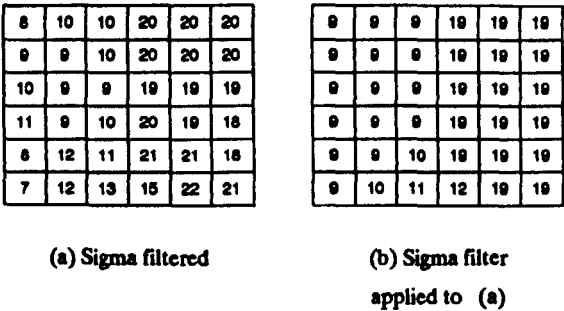 8 10 10 20 20 20
9 9 10 20 20 20
10 9 9 19 19 19
11 9 10 20 19 18
8 12 11 21 21 18
7 12 13 15 22 21
(a) Sigma filtered
9 9 9 19 19 19
9 9 9 19 19 19
9 9 9 19 19 19
9 9 9 19 19 19
9 9 10 19 19 19
9 10 11 12 19 19
(b) Sigma filter
applied to (a)